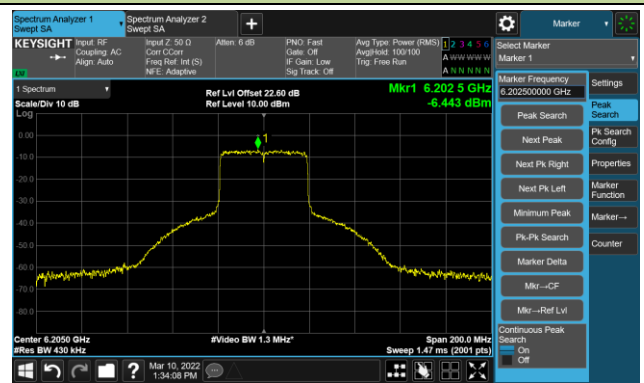 Spectrum Analyzer 1
Swept SA
Spectrum Analyzer 2
Swept SA
+
Marker
KEYSIGHT
Input: RF
Coupling: AC
Align: Auto
Input Z: 50 Ω
Corr CCorr
Freq Ref: Int (S)
NFE: Adaptive
Atten: 6 dB
PNO: Fast
Gate: Off
IF Gain: Low
Sig Track: Off
Avg Type: Power (RMS)
Avg|Hold: 100/100
Trig: Free Run
1 2 3 4 5 6
A WW WW W
A N N N N N
LXI
Select Marker
Marker 1
1 Spectrum
Scale/Div 10 dB
Log
Ref Lvl Offset 22.60 dB
Ref Level 10.00 dBm
Mkr1 6.202 5 GHz
-6.443 dBm
1
0.00
-10.0
-20.0
-30.0
-40.0
-50.0
-60.0
-70.0
-80.0
Center 6.2050 GHz
#Res BW 430 kHz
#Video BW 1.3 MHz*
Span 200.0 MHz
Sweep 1.47 ms (2001 pts)
Marker Frequency
6.202500000 GHz
Peak Search
Next Peak
Next Pk Right
Next Pk Left
Minimum Peak
Pk-Pk Search
Marker Delta
Mkr→CF
Mkr→Ref Lvl
Continuous Peak
Search
On
Off
Settings
Peak
Search
Pk Search
Config
Properties
Marker
Function
Marker→
Counter
?
Mar 10, 2022
1:34:08 PM